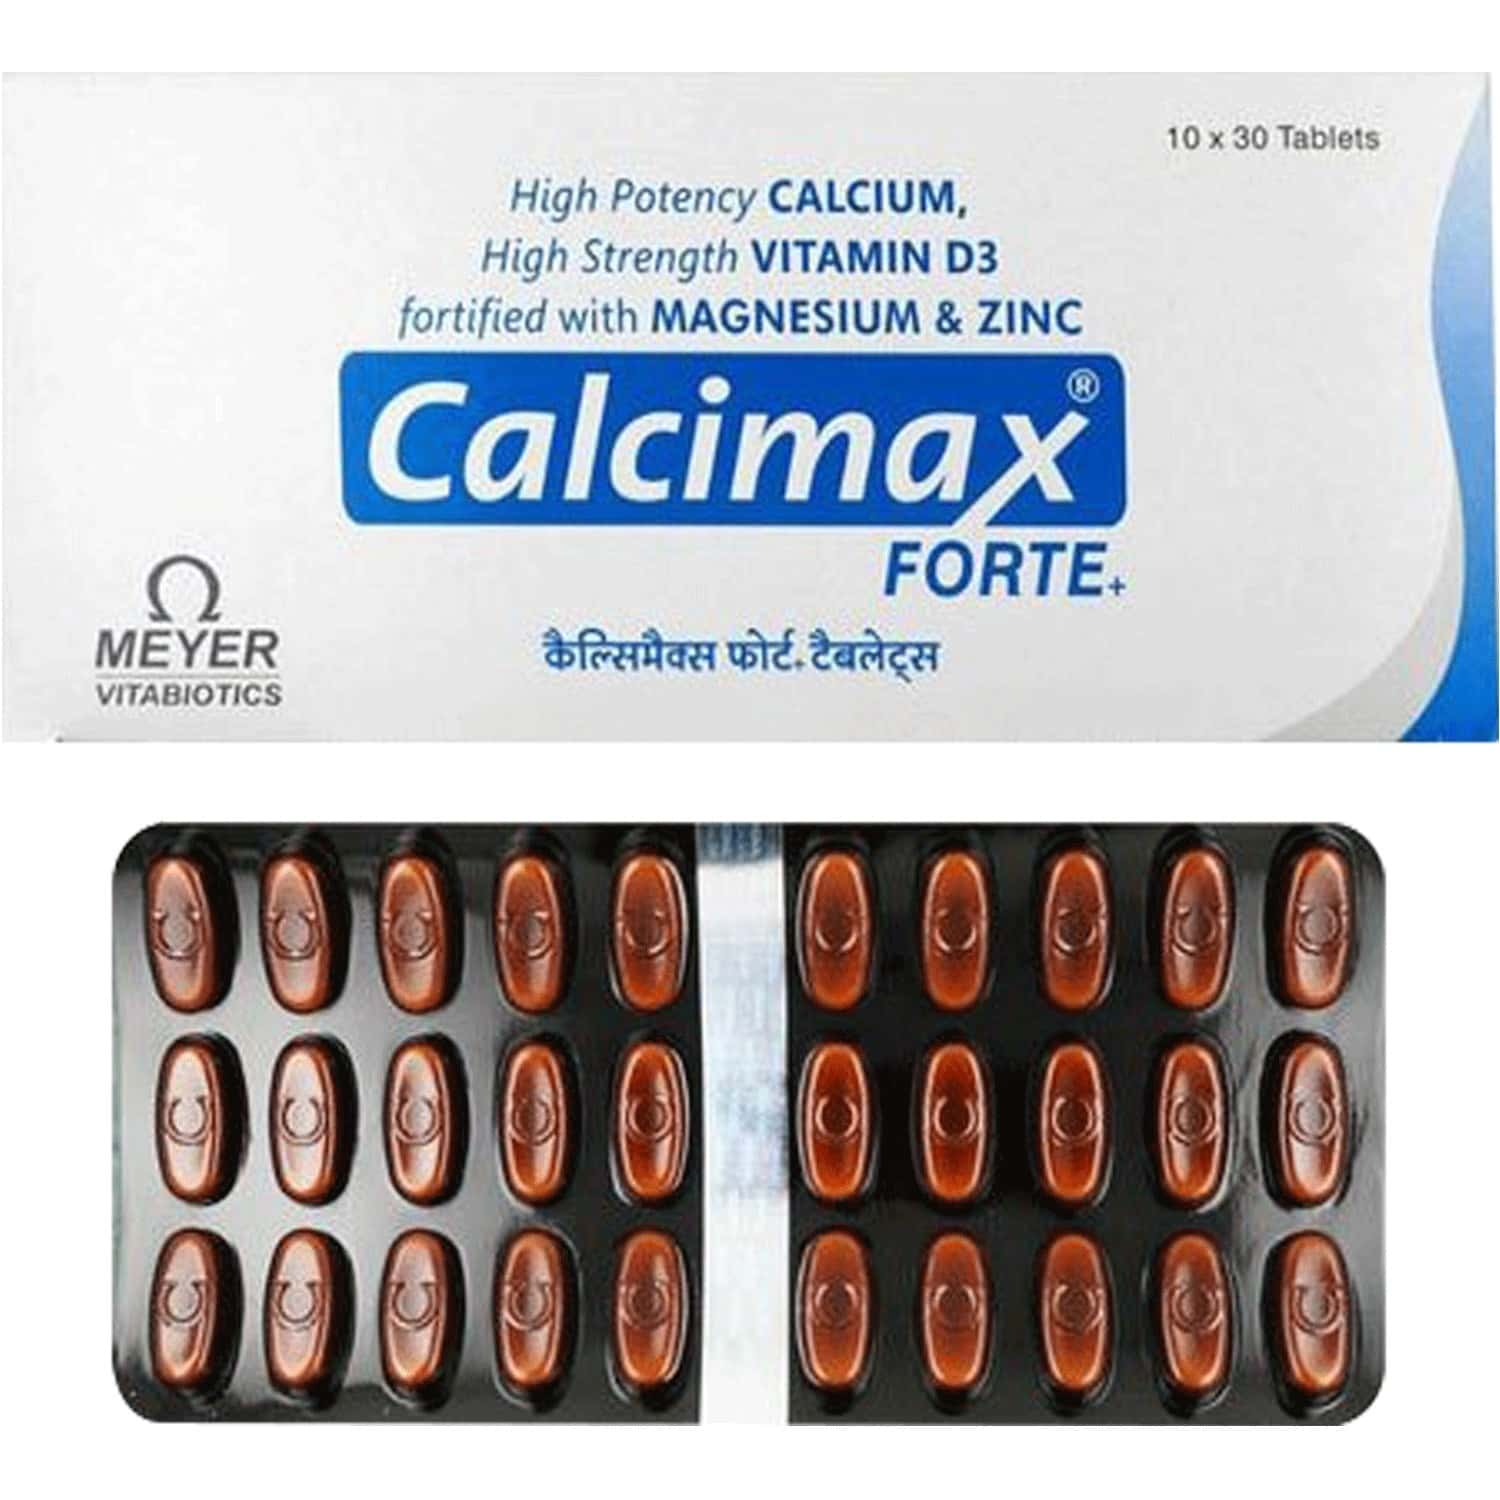 10 x 30 Tablets
High Potency CALCIUM,
High Strength VITAMIN D3
fortified with MAGNESIUM & ZINC
Calcimax®
FORTE+
MEYER
VITABIOTICS
कैल्सिमैक्स फोर्ट+ टैबलेट्स